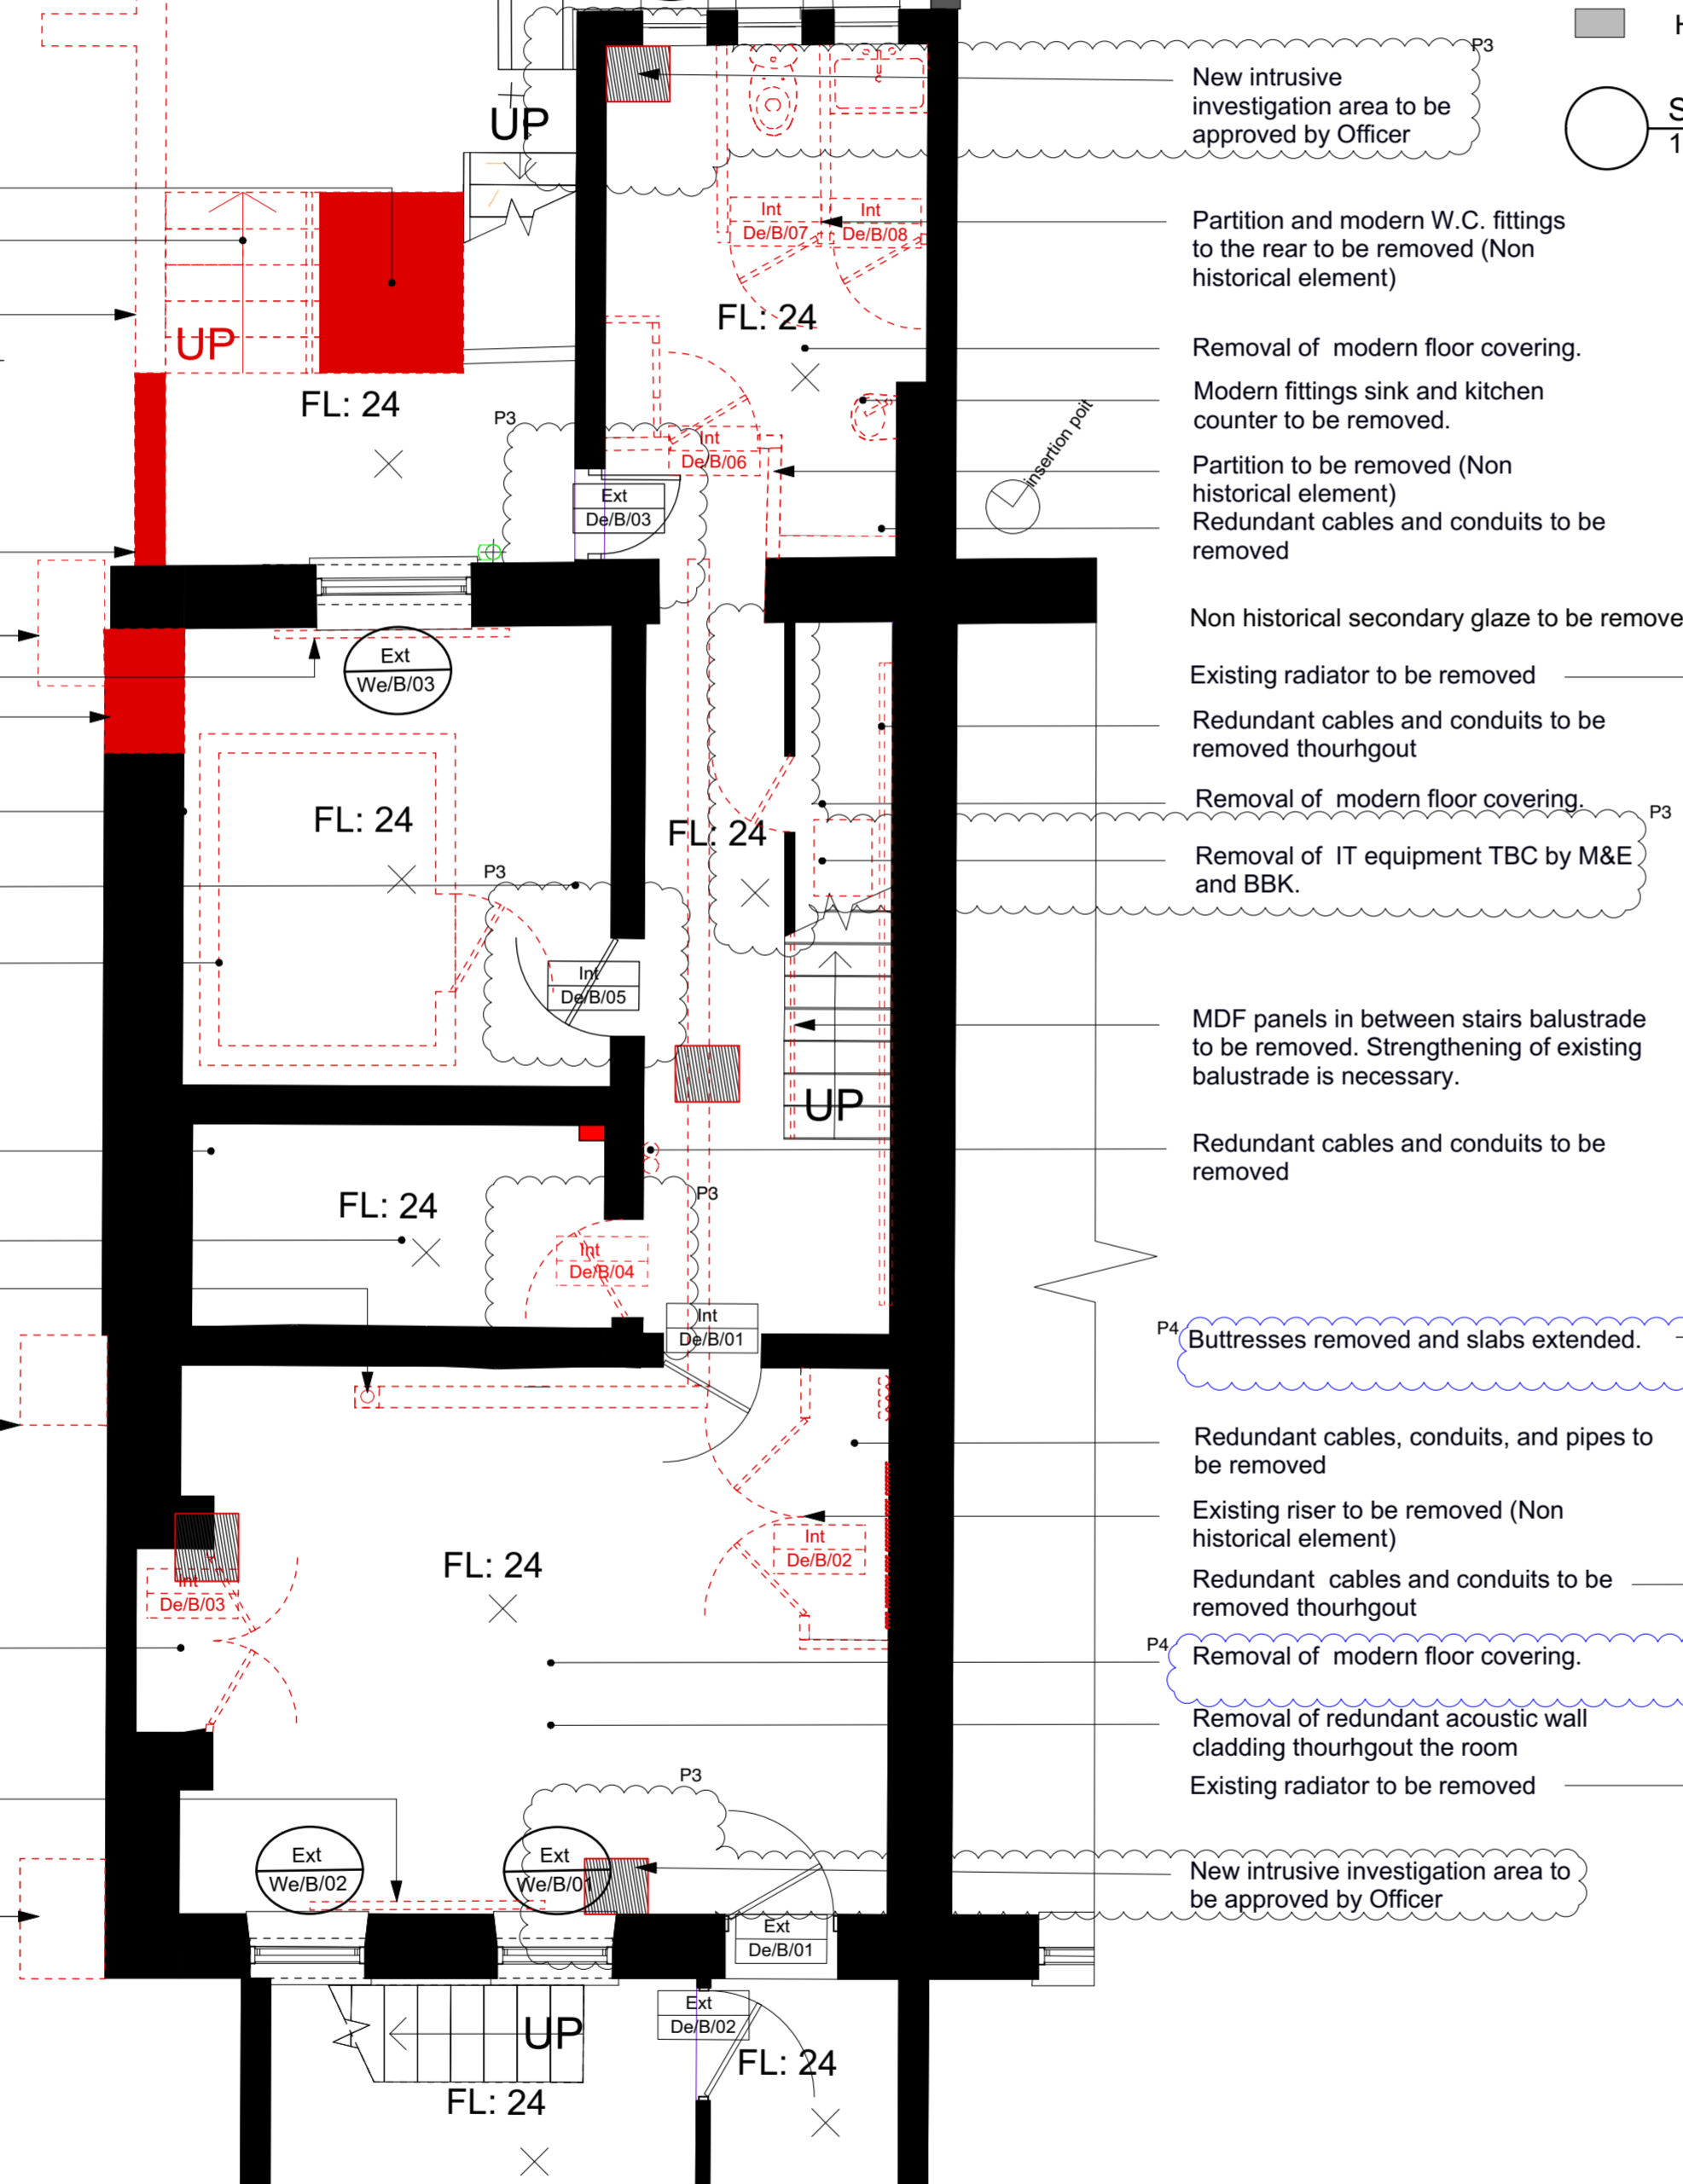 H
P3
New intrusive
investigation area to be
approved by Officer
S
1
UP
Int
De/B/07
Int
De/B/08
Partition and modern W.C. fittings
to the rear to be removed (Non
historical element)
FL: 24
UP
Removal of  modern floor covering.
FL: 24
Modern fittings sink and kitchen
counter to be removed.
P3
insertion poit
Int
De/B/06
Partition to be removed (Non
historical element)
Ext
De/B/03
Redundant cables and conduits to be
removed
Non historical secondary glaze to be remove
Ext
We/B/03
Existing radiator to be removed
Redundant cables and conduits to be
removed thourhgout
Removal of  modern floor covering.
P3
FL: 24
FL: 24
Removal of  IT equipment TBC by M&E
and BBK.
P3
Int
De/B/05
MDF panels in between stairs balustrade
to be removed. Strengthening of existing
balustrade is necessary.
UP
Redundant cables and conduits to be
removed
P3
FL: 24
Int
De/B/04
Int
De/B/01
P4
Buttresses removed and slabs extended.
Redundant cables, conduits, and pipes to
be removed
Existing riser to be removed (Non
historical element)
Int
De/B/02
FL: 24
Int
De/B/03
Redundant  cables and conduits to be
removed thourhgout
P4
Removal of  modern floor covering.
Removal of redundant acoustic wall
cladding thourhgout the room
P3
Existing radiator to be removed
Ext
We/B/02
Ext
We/B/01
New intrusive investigation area to
be approved by Officer
Ext
De/B/01
Ext
De/B/02
UP
FL: 24
FL: 24